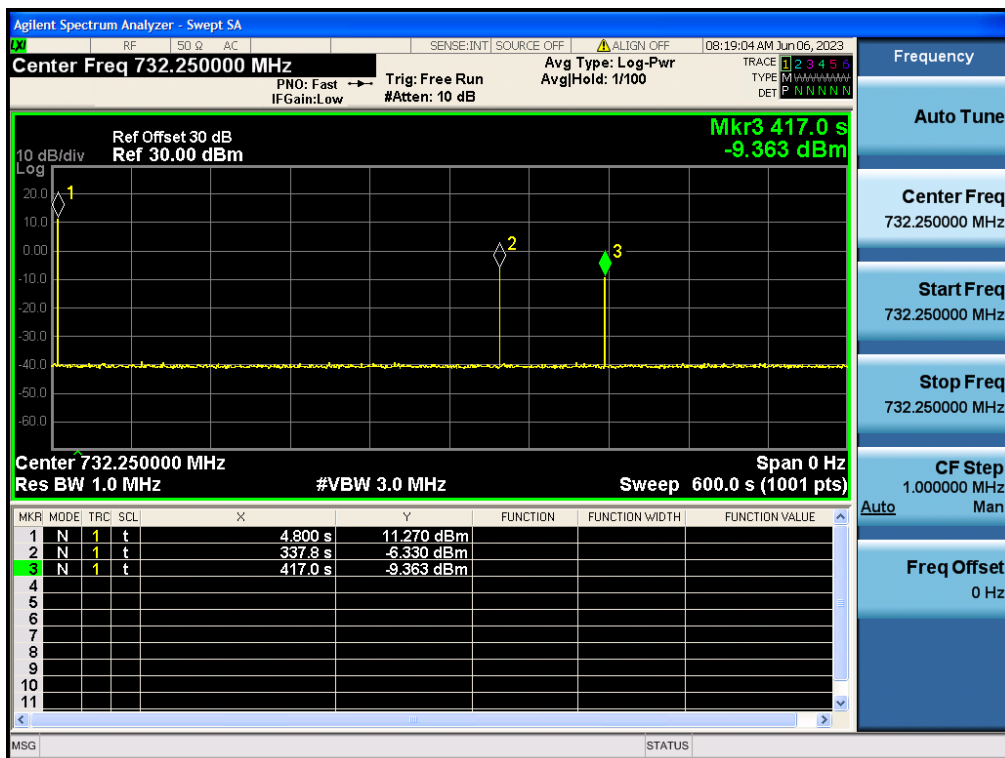 Agilent Spectrum Analyzer - Swept SA
LXI RF 50 Ω AC SENSE:INT SOURCE OFF ALIGN OFF 08:19:04 AM Jun 06, 2023
Center Freq 732.250000 MHz
PNO: Fast
IFGain:Low
Trig: Free Run
#Atten: 10 dB
Avg Type: Log-Pwr
Avg|Hold: 1/100
TRACE 1 2 3 4 5 6
TYPE M WWWWW
DET P N N N N N
Ref Offset 30 dB
10 dB/div Ref 30.00 dBm
Log
Mkr3 417.0 s
-9.363 dBm
20.0
10.0
0.00
-10.0
-20.0
-30.0
-40.0
-50.0
-60.0
1
2
3
Center 732.250000 MHz Span 0 Hz
Res BW 1.0 MHz #VBW 3.0 MHz Sweep 600.0 s (1001 pts)
MKR MODE TRC SCL X Y FUNCTION FUNCTION WIDTH FUNCTION VALUE
1 N 1 t 4.800 s 11.270 dBm
2 N 1 t 337.8 s -6.330 dBm
3 N 1 t 417.0 s -9.363 dBm
4
5
6
7
8
9
10
11
MSG STATUS
Frequency
Auto Tune
Center Freq
732.250000 MHz
Start Freq
732.250000 MHz
Stop Freq
732.250000 MHz
CF Step
1.000000 MHz
Auto Man
Freq Offset
0 Hz